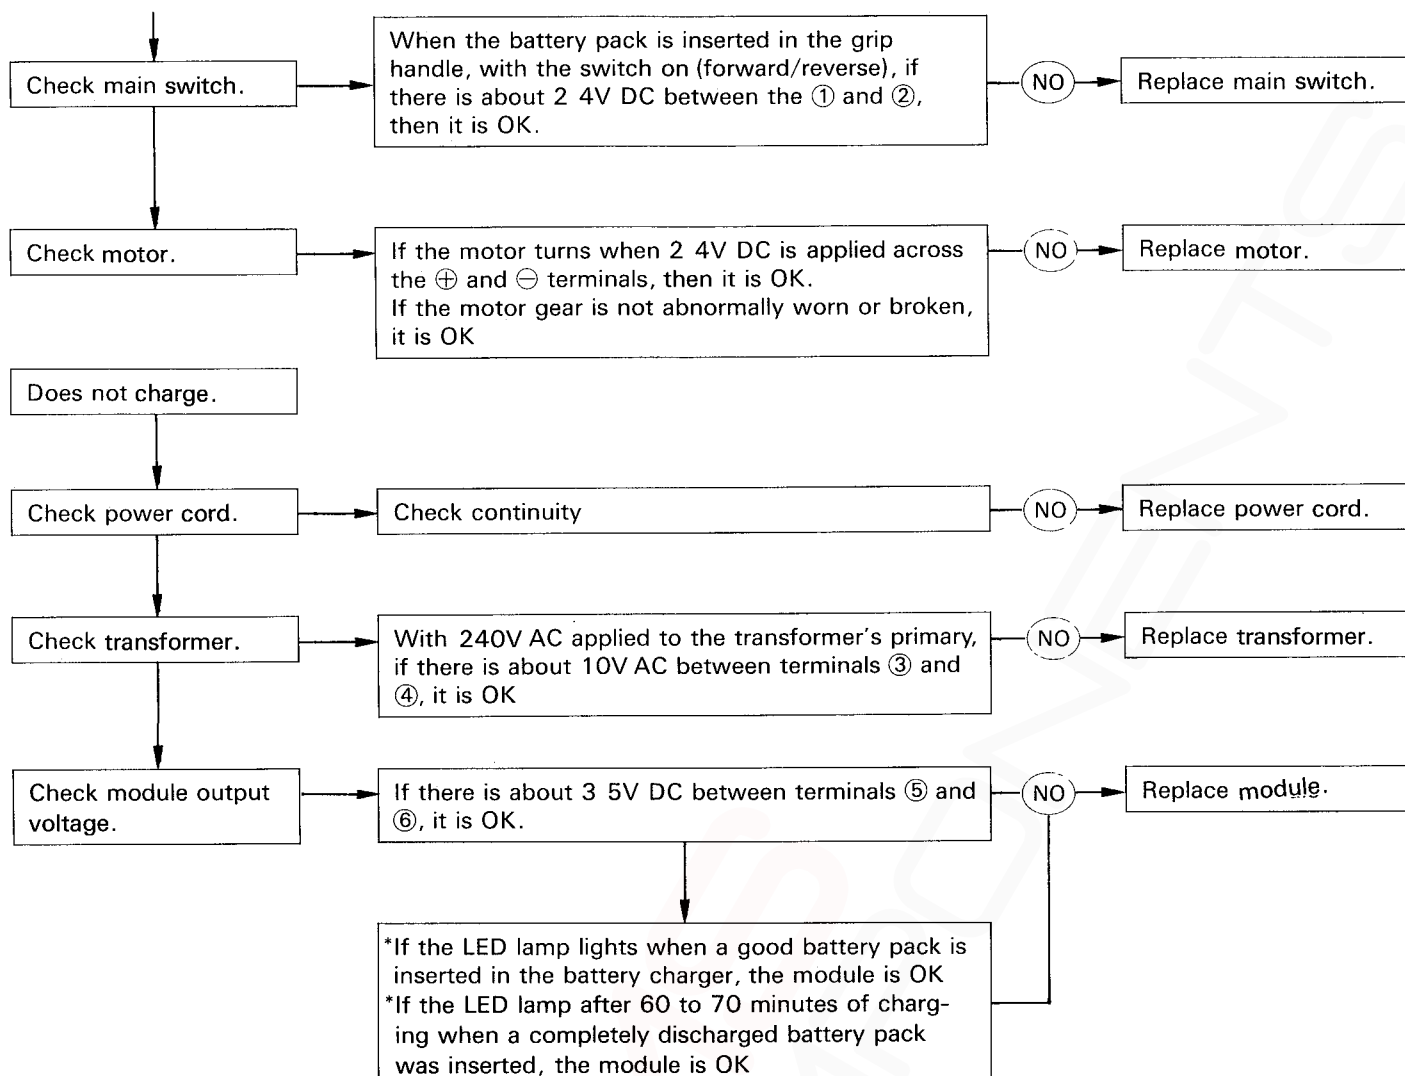 Check main switch.
When the battery pack is inserted in the grip
handle, with the switch on (forward/reverse), if
there is about 2 4V DC between the ① and ②,
then it is OK.
NO
Replace main switch.
Check motor.
If the motor turns when 2 4V DC is applied across
the ⊕ and ⊖ terminals, then it is OK.
If the motor gear is not abnormally worn or broken,
it is OK
NO
Replace motor.
Does not charge.
Check power cord.
Check continuity
NO
Replace power cord.
Check transformer.
With 240V AC applied to the transformer's primary,
if there is about 10V AC between terminals ③ and
④, it is OK
NO
Replace transformer.
Check module output
voltage.
If there is about 3 5V DC between terminals ⑤ and
⑥, it is OK.
NO
Replace module.
*If the LED lamp lights when a good battery pack is
inserted in the battery charger, the module is OK
*If the LED lamp after 60 to 70 minutes of charg-
ing when a completely discharged battery pack
was inserted, the module is OK